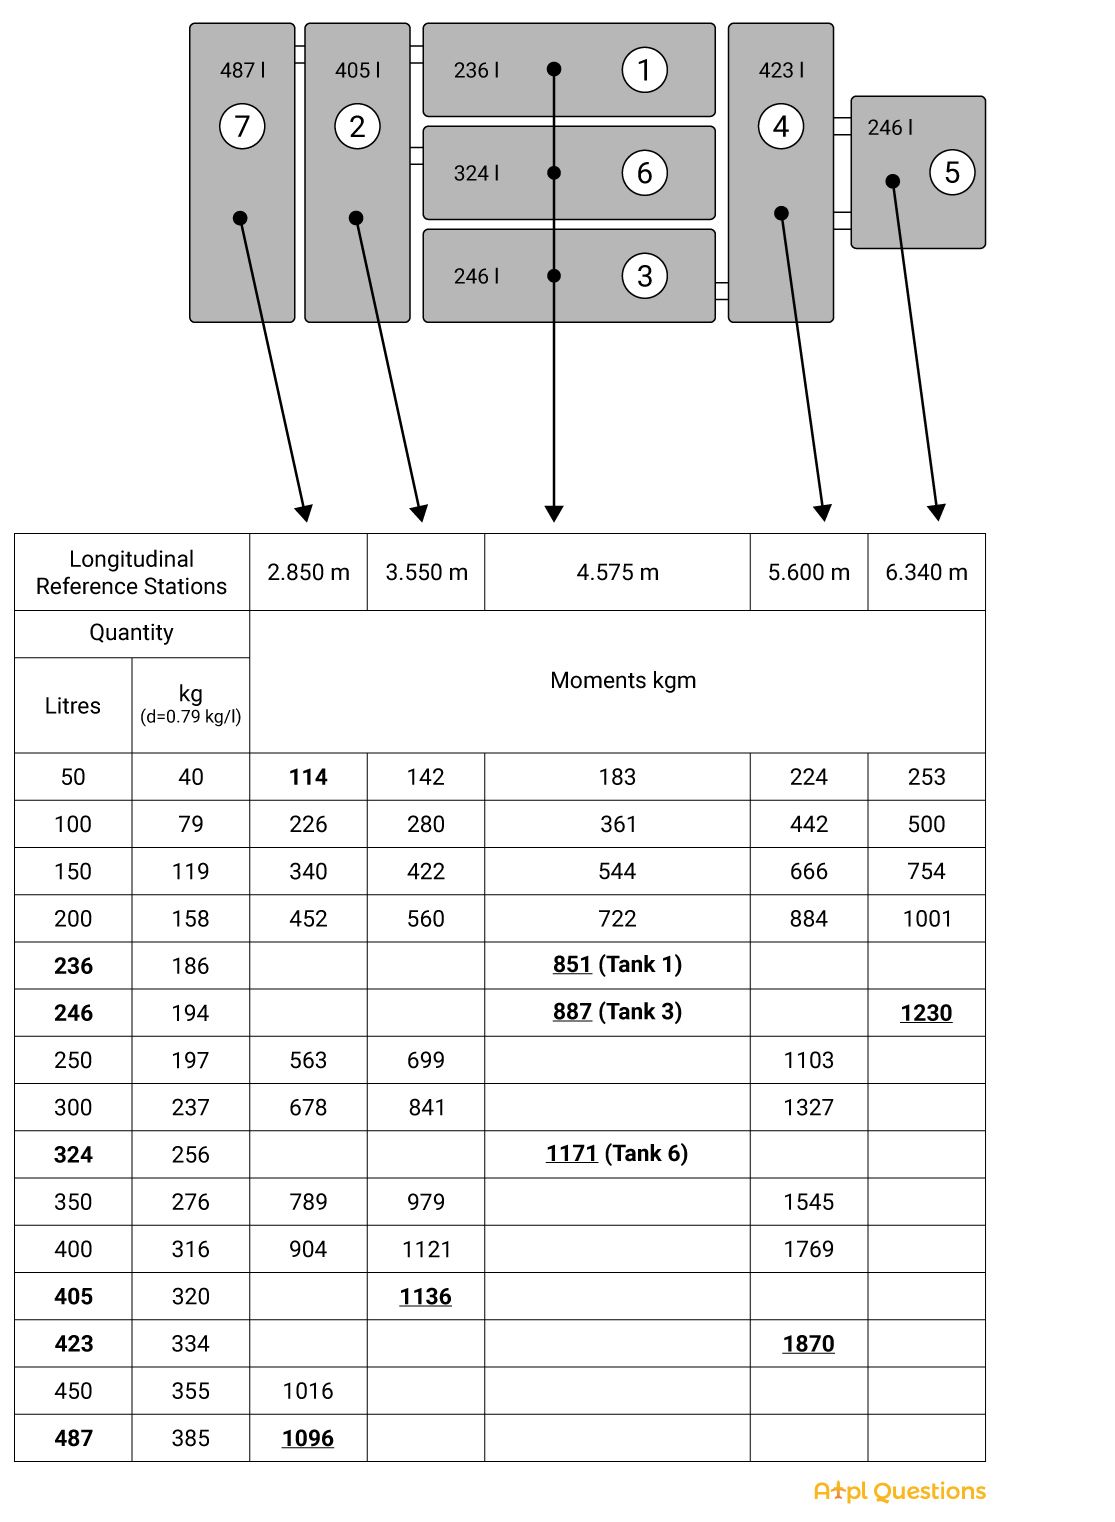 487 l 405 l 236 l 1 423 l
7 2 4 246 l
324 l 6 5
246 l 3
Longitudinal Reference Stations 2.850 m 3.550 m 4.575 m 5.600 m 6.340 m
Quantity
Moments kgm
Litres kg
(d=0.79 kg/l)
50 40 114 142 183 224 253
100 79 226 280 361 442 500
150 119 340 422 544 666 754
200 158 452 560 722 884 1001
236 186 851 (Tank 1)
246 194 887 (Tank 3) 1230
250 197 563 699 1103
300 237 678 841 1327
324 256 1171 (Tank 6)
350 276 789 979 1545
400 316 904 1121 1769
405 320 1136
423 334 1870
450 355 1016
487 385 1096
Atpl Questions